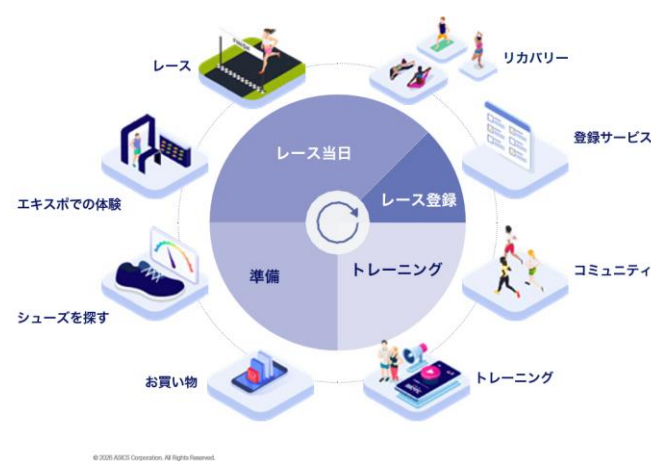 レース
リカバリー
レース当日
登録サービス
レース登録
エキスポでの体験
準備
トレーニング
コミュニティ
シューズを探す
お買い物
トレーニング
© 2026 ASICS Corporation. All Rights Reserved.